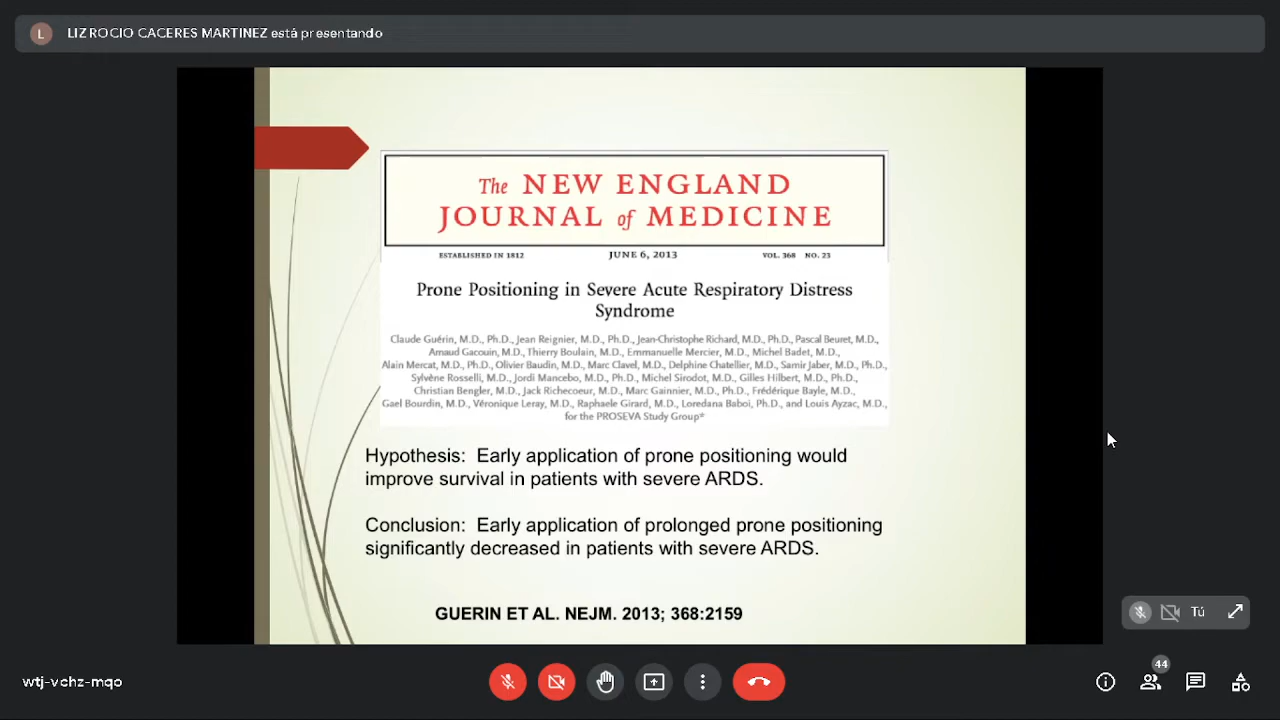 L
LIZ ROCIO CACERES MARTINEZ está presentando
The NEW ENGLAND
JOURNAL of MEDICINE
ESTABLISHED IN 1812 JUNE 6, 2013 VOL. 368 NO. 23
Prone Positioning in Severe Acute Respiratory Distress
Syndrome
Claude Guérin, M.D., Ph.D., Jean Reignier, M.D., Ph.D., Jean-Christophe Richard, M.D., Ph.D., Pascal Beuret, M.D.,
Arnaud Gacouin, M.D., Thierry Boulain, M.D., Emmanuelle Mercier, M.D., Michel Badet, M.D.,
Alain Mercat, M.D., Ph.D., Olivier Baudin, M.D., Marc Clavel, M.D., Delphine Chatellier, M.D., Samir Jaber, M.D., Ph.D.,
Sylvène Rosselli, M.D., Jordi Mancebo, M.D., Ph.D., Michel Sirodot, M.D., Gilles Hilbert, M.D., Ph.D.,
Christian Bengler, M.D., Jack Richecoeur, M.D., Marc Gainnier, M.D., Ph.D., Frédérique Bayle, M.D.,
Gael Bourdin, M.D., Véronique Leray, M.D., Raphaele Girard, M.D., Loredana Baboi, Ph.D., and Louis Ayzac, M.D.,
for the PROSEVA Study Group*
Hypothesis: Early application of prone positioning would
improve survival in patients with severe ARDS.
Conclusion: Early application of prolonged prone positioning
significantly decreased in patients with severe ARDS.
GUERIN ET AL. NEJM. 2013; 368:2159
Tú
44
wtj-vchz-mqo